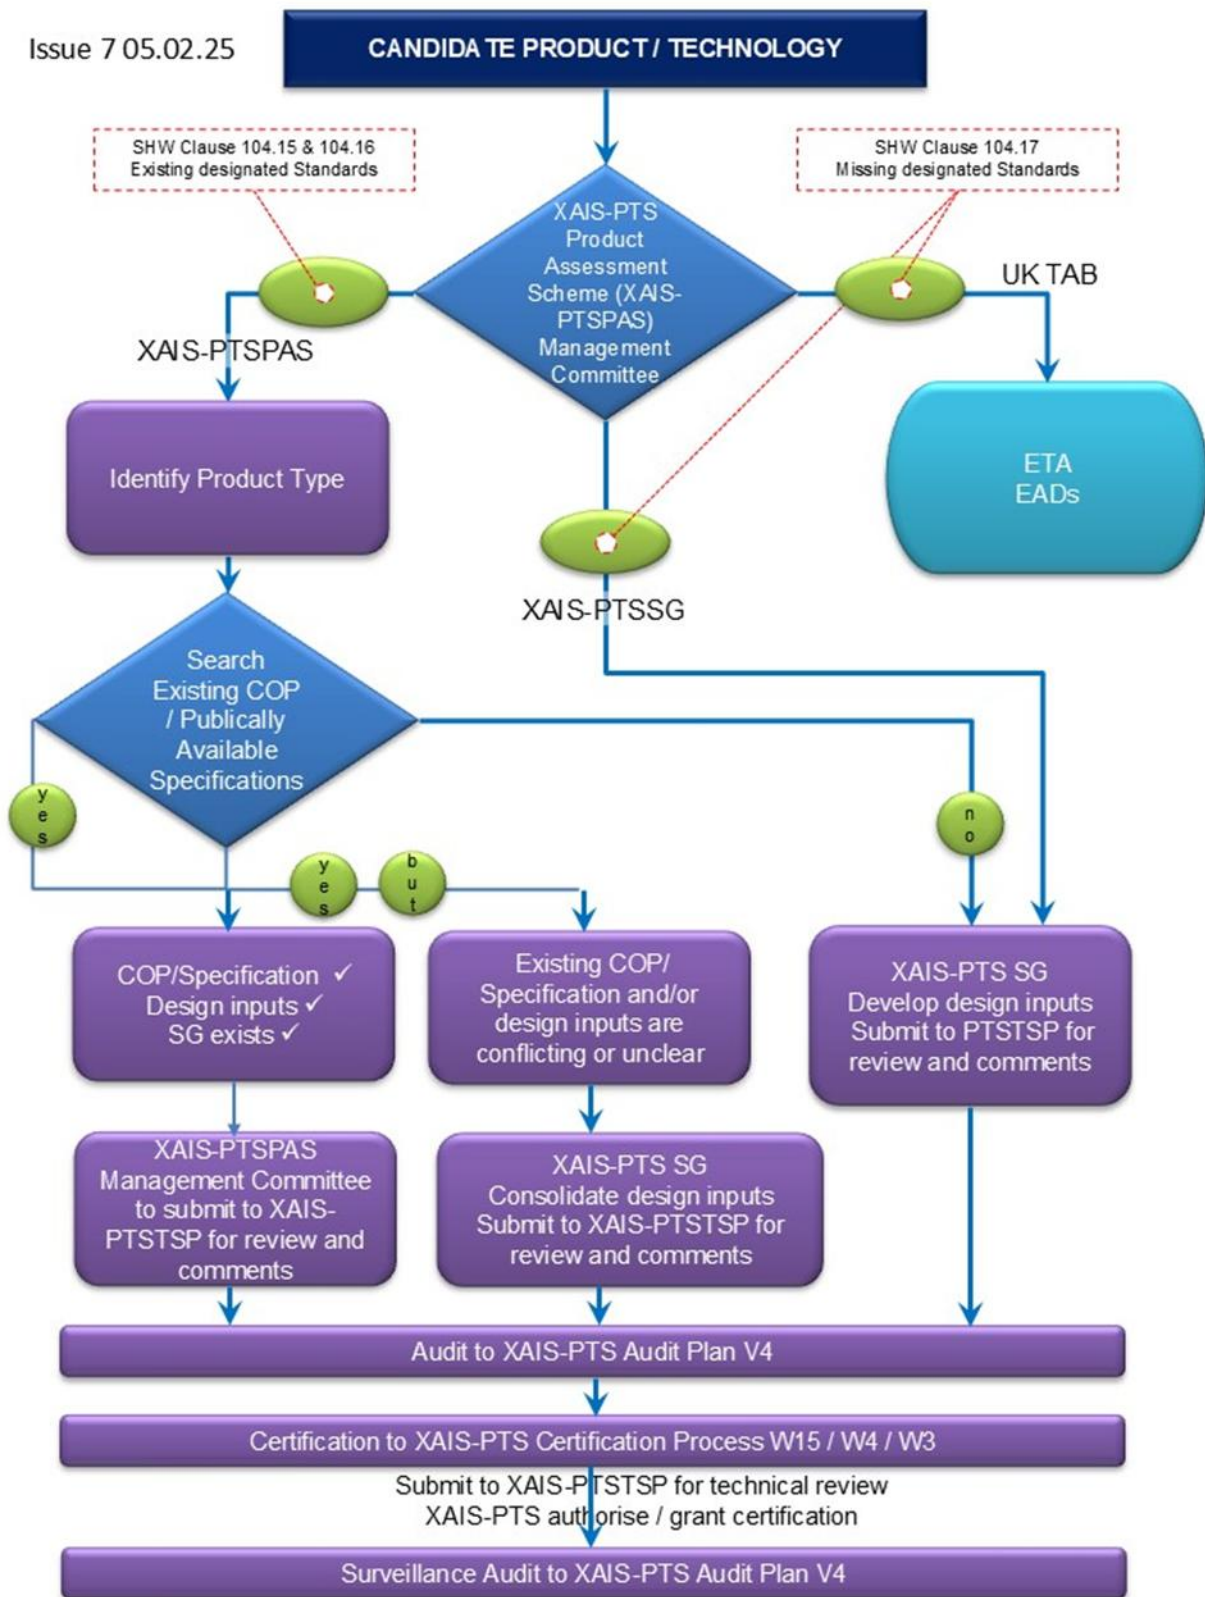 Issue 7 05.02.25
CANDIDATE PRODUCT / TECHNOLOGY
SHW Clause 104.15 & 104.16
Existing designated Standards
SHW Clause 104.17
Missing designated Standards
XAIS-PTS
Product
Assessment
Scheme (XAIS-
PTSPAS)
Management
Committee
UK TAB
XAIS-PTSPAS
Identify Product Type
ETA
EADs
XAIS-PTSSG
Search
Existing COP
/ Publically
Available
Specifications
yes
no
yes
but
COP/Specification ✓
Design inputs ✓
SG exists ✓
Existing COP/
Specification and/or
design inputs are
conflicting or unclear
XAIS-PTS SG
Develop design inputs
Submit to PTSTSP for
review and comments
XAIS-PTSPAS
Management Committee
to submit to XAIS-
PTSTSP for review and
comments
XAIS-PTS SG
Consolidate design inputs
Submit to XAIS-PTSTSP for
review and comments
Audit to XAIS-PTS Audit Plan V4
Certification to XAIS-PTS Certification Process W15 / W4 / W3
Submit to XAIS-PTSTSP for technical review
XAIS-PTS authorise / grant certification
Surveillance Audit to XAIS-PTS Audit Plan V4